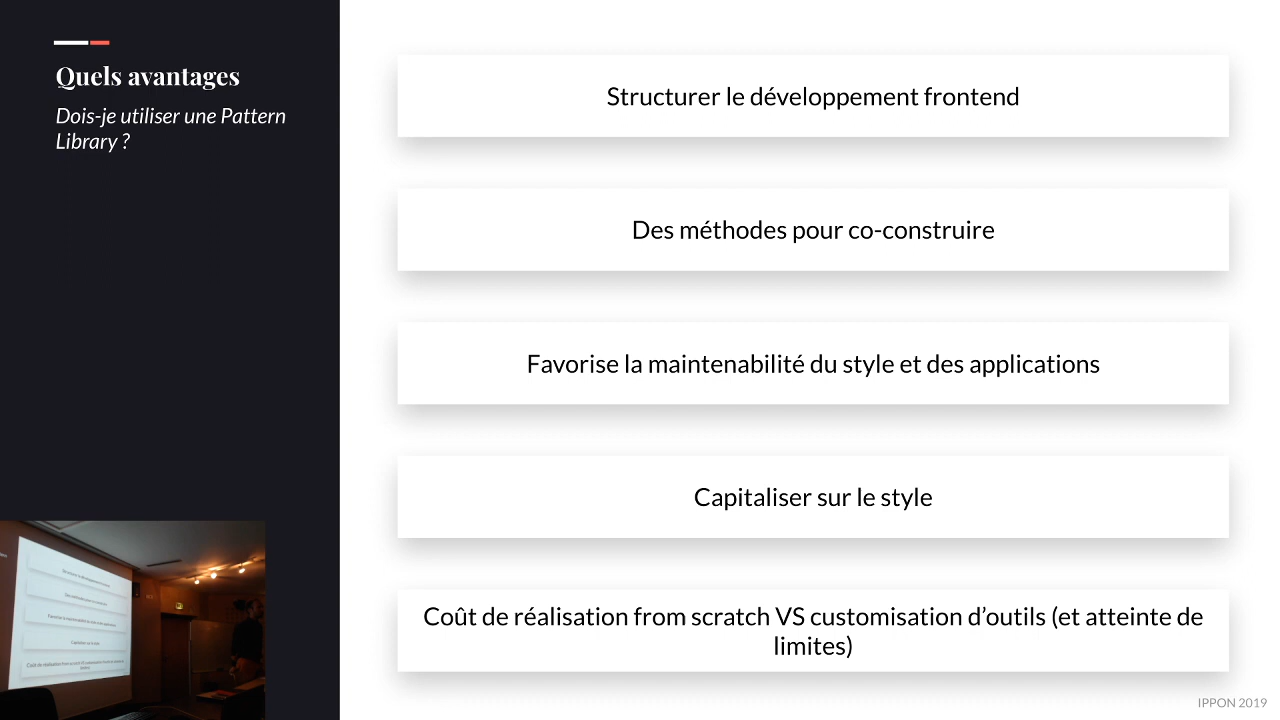 Quels avantages
Dois-je utiliser une Pattern
Library ?
Structurer le développement frontend
Des méthodes pour co-construire
Favorise la maintenabilité du style et des applications
Capitaliser sur le style
Coût de réalisation from scratch VS customisation d’outils (et atteinte de
limites)
IPPON 2019